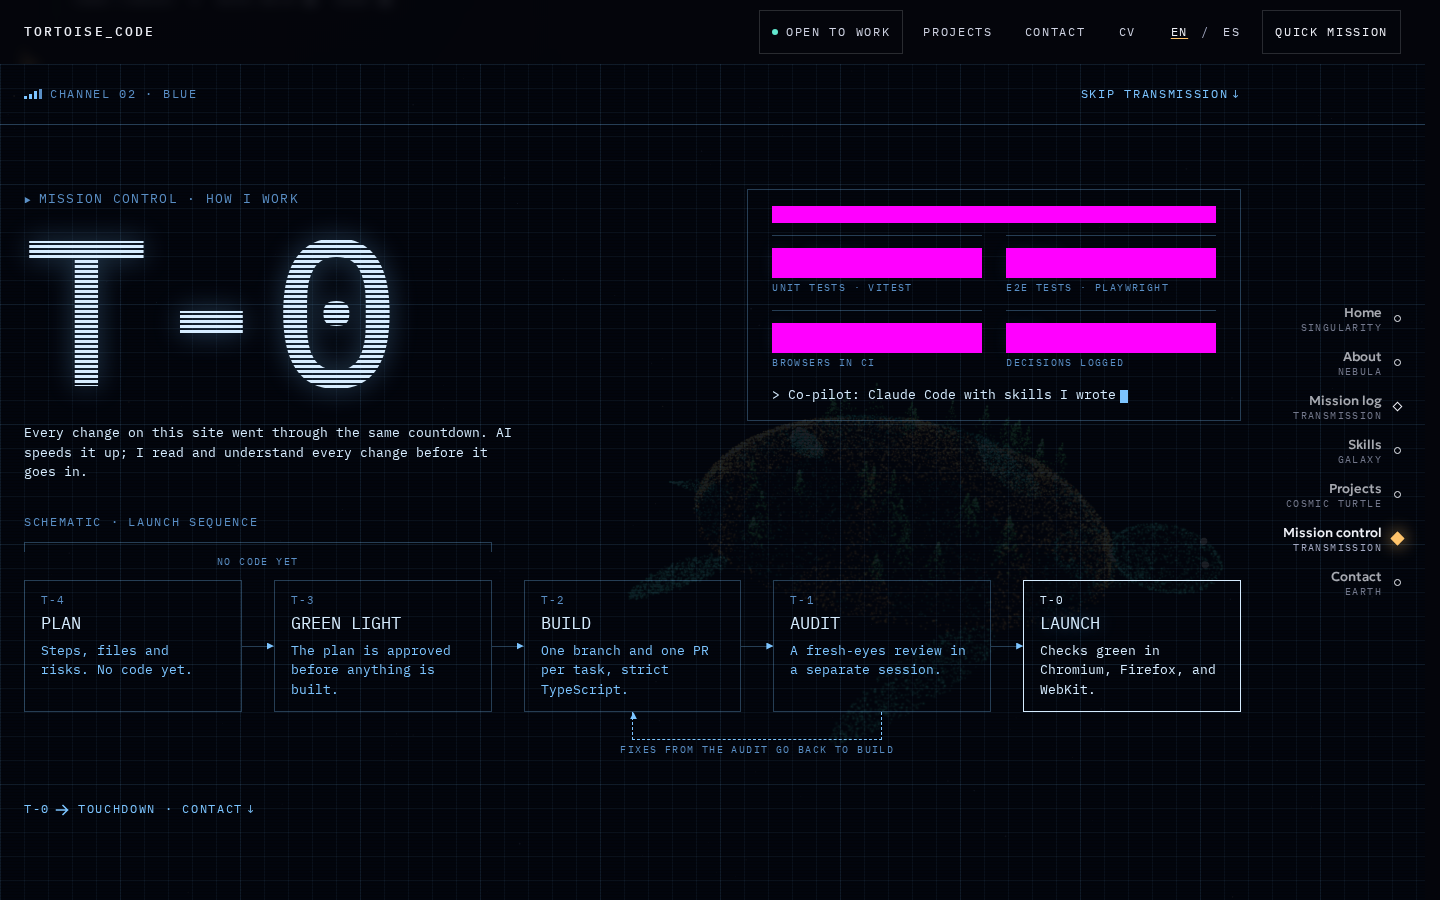 TORTOISE_CODE
OPEN TO WORK
PROJECTS
CONTACT
CV
EN / ES
QUICK MISSION
CHANNEL 02 · BLUE
SKIP TRANSMISSION ↓
▸ MISSION CONTROL · HOW I WORK
T-0
Every change on this site went through the same countdown. AI
speeds it up; I read and understand every change before it
goes in.
UNIT TESTS · VITEST
E2E TESTS · PLAYWRIGHT
BROWSERS IN CI
DECISIONS LOGGED
> Co-pilot: Claude Code with skills I wrote
Home
SINGULARITY
About
NEBULA
Mission log
TRANSMISSION
Skills
GALAXY
Projects
COSMIC TURTLE
Mission control
TRANSMISSION
Contact
EARTH
SCHEMATIC · LAUNCH SEQUENCE
NO CODE YET
T-4
PLAN
Steps, files and
risks. No code yet.
T-3
GREEN LIGHT
The plan is approved
before anything is
built.
T-2
BUILD
One branch and one PR
per task, strict
TypeScript.
T-1
AUDIT
A fresh-eyes review in
a separate session.
T-0
LAUNCH
Checks green in
Chromium, Firefox, and
WebKit.
FIXES FROM THE AUDIT GO BACK TO BUILD
T-0 → TOUCHDOWN · CONTACT ↓